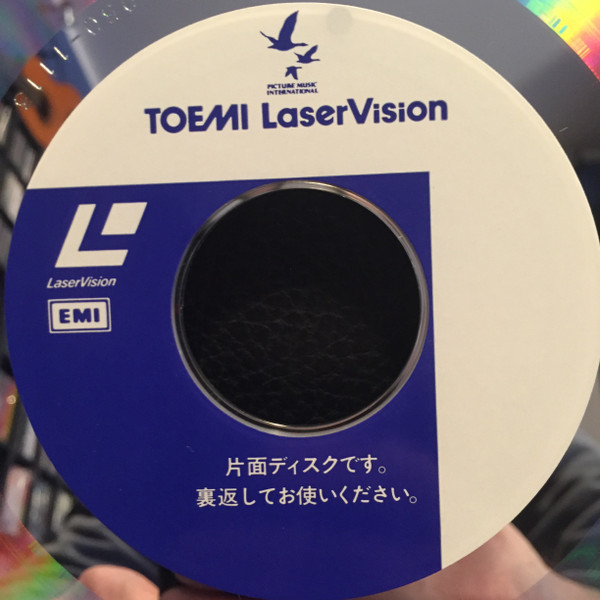 PICTURE MUSIC
INTERNATIONAL
TOEMI LaserVision
LaserVision
EMI
片面ディスクです。
裏返してお使いください。